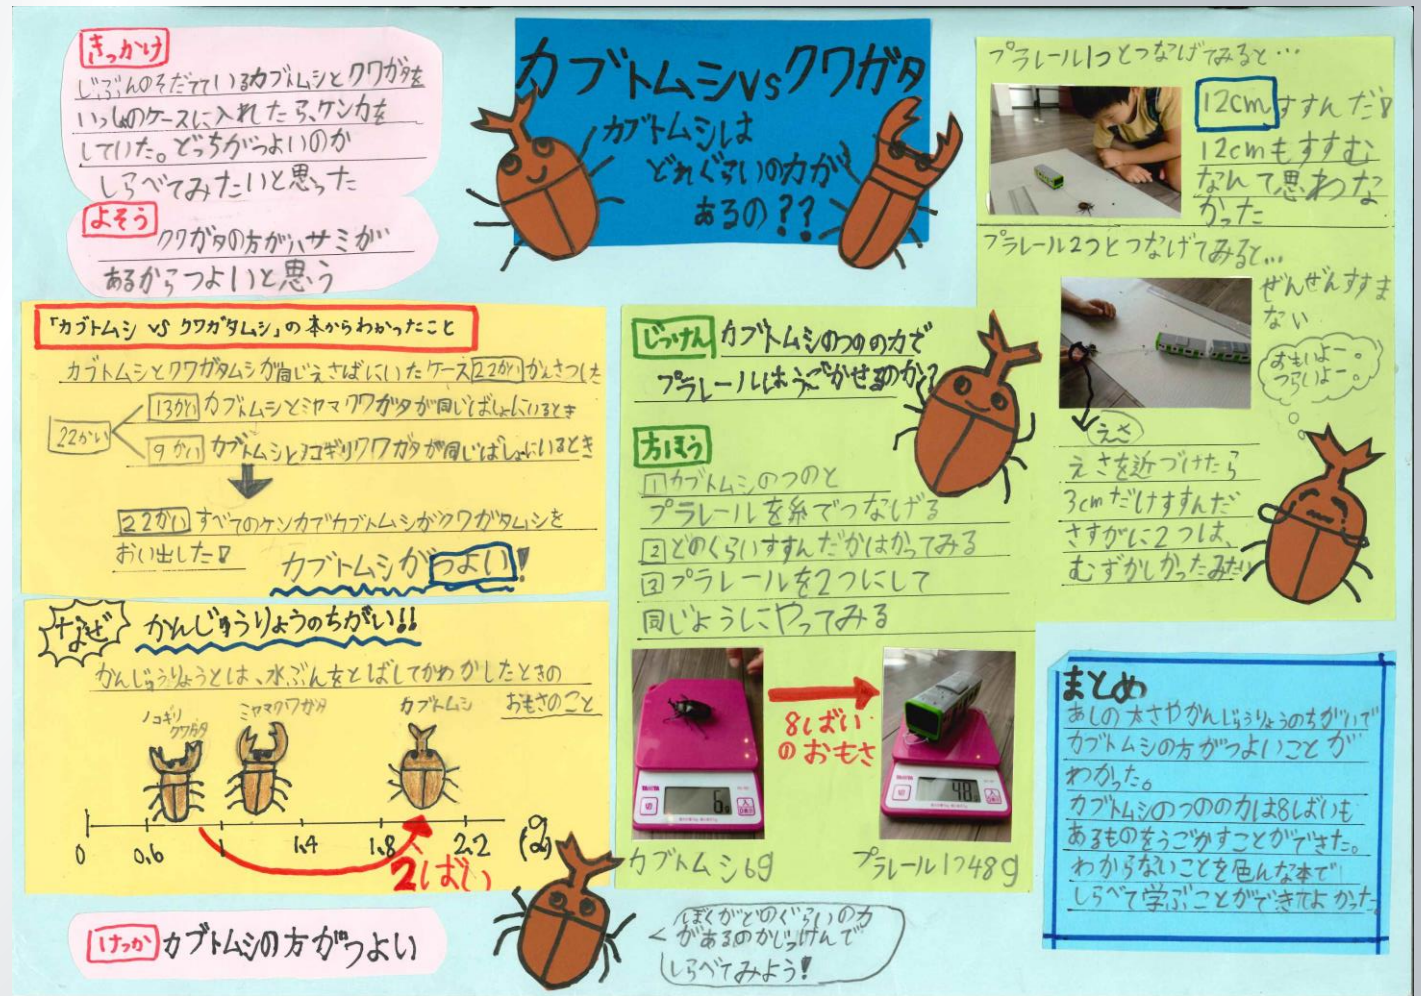 カブトムシvsクワガタ
カブトムシは
どれぐらいの力が
あるの??
きっかけ
じぶんのそだてているカブトムシとクワガタを
いっしょのケースに入れたら、ケンカを
していた。どっちがつよいのか
しらべてみたいと思った
よそう
クワガタの方がハサミが
あるからつよいと思う
「カブトムシ vs クワガタムシ」の本からわかったこと
カブトムシとクワガタムシが同じえさばにいたケース22かいかんさつした
22かい
13かい カブトムシとミヤマクワガタが同じばしょにいるとき
9かい カブトムシとノコギリクワガタが同じばしょにいるとき
22かい すべてのケンカでカブトムシがクワガタムシを
おい出した!
カブトムシがつよい!
なぜ
かんじゅうりょうのちがい!!
かんじゅうりょうとは、水ぶんをとばしてかわかしたときの
おもさのこと
ノコギリ
クワガタ
ミヤマクワガタ
カブトムシ
0 0.6 1 1.4 1.8 2.2 (g)
2ばい
けっか カブトムシの方がつよい
じっけん カブトムシのつのの力で
プラレールはうごかせるのか?
方ほう
1 カブトムシのつのと
プラレールを糸でつなげる
2 どのくらいすすんだかはかってみる
3 プラレールを2つにして
同じようにやってみる
8ばい
のおもさ
6g
48g
カブトムシ6g
プラレール1つ48g
ぼくがどのぐらいの力
があるのかじっけんで
しらべてみよう!
プラレール1つとつなげてみると…
12cmすすんだ!
12cmもすすむ
なんて思わな
かった
プラレール2つとつなげてみると…
ぜんぜんすすま
ない
おもいよー。
つらいよー。
えさ
えさを近づけたら
3cmだけすすんだ
さすがに2つは、
むずかしかったみたい
まとめ
あしの太さやかんじゅうりょうのちがいで
カブトムシの方がつよいことが
わかった。
カブトムシのつのの力は8ばいも
あるものをうごかすことができた。
わからないことを色んな本で
しらべて学ぶことができてよかった。